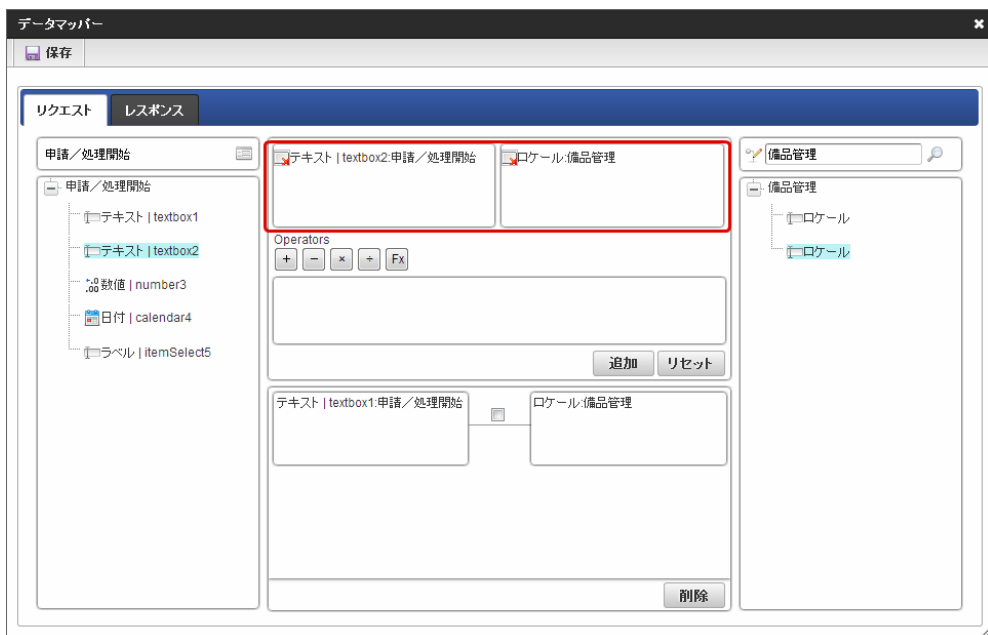 データマッパー
保存
リクエスト
レスポンス
申請／処理開始
申請／処理開始
テキスト | textbox1
テキスト | textbox2
数値 | number3
日付 | calendar4
ラベル | itemSelect5
テキスト | textbox2:申請／処理開始
ロケール:備品管理
Operators
+ − × ÷ Fx
追加
リセット
テキスト | textbox1:申請／処理開始
ロケール:備品管理
削除
備品管理
備品管理
ロケール
ロケール